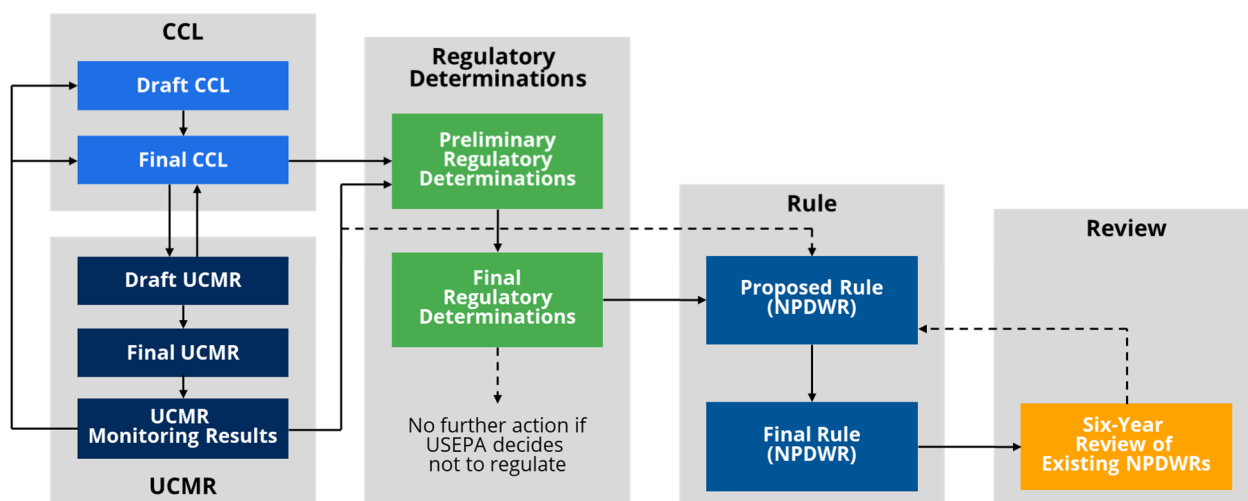 CCL
Draft CCL
Final CCL
Draft UCMR
Final UCMR
UCMR
Monitoring Results
UCMR
Regulatory
Determinations
Preliminary
Regulatory
Determinations
Final
Regulatory
Determinations
No further action if
USEPA decides
not to regulate
Rule
Proposed Rule
(NPDWR)
Final Rule
(NPDWR)
Review
Six-Year
Review of
Existing NPDWRs